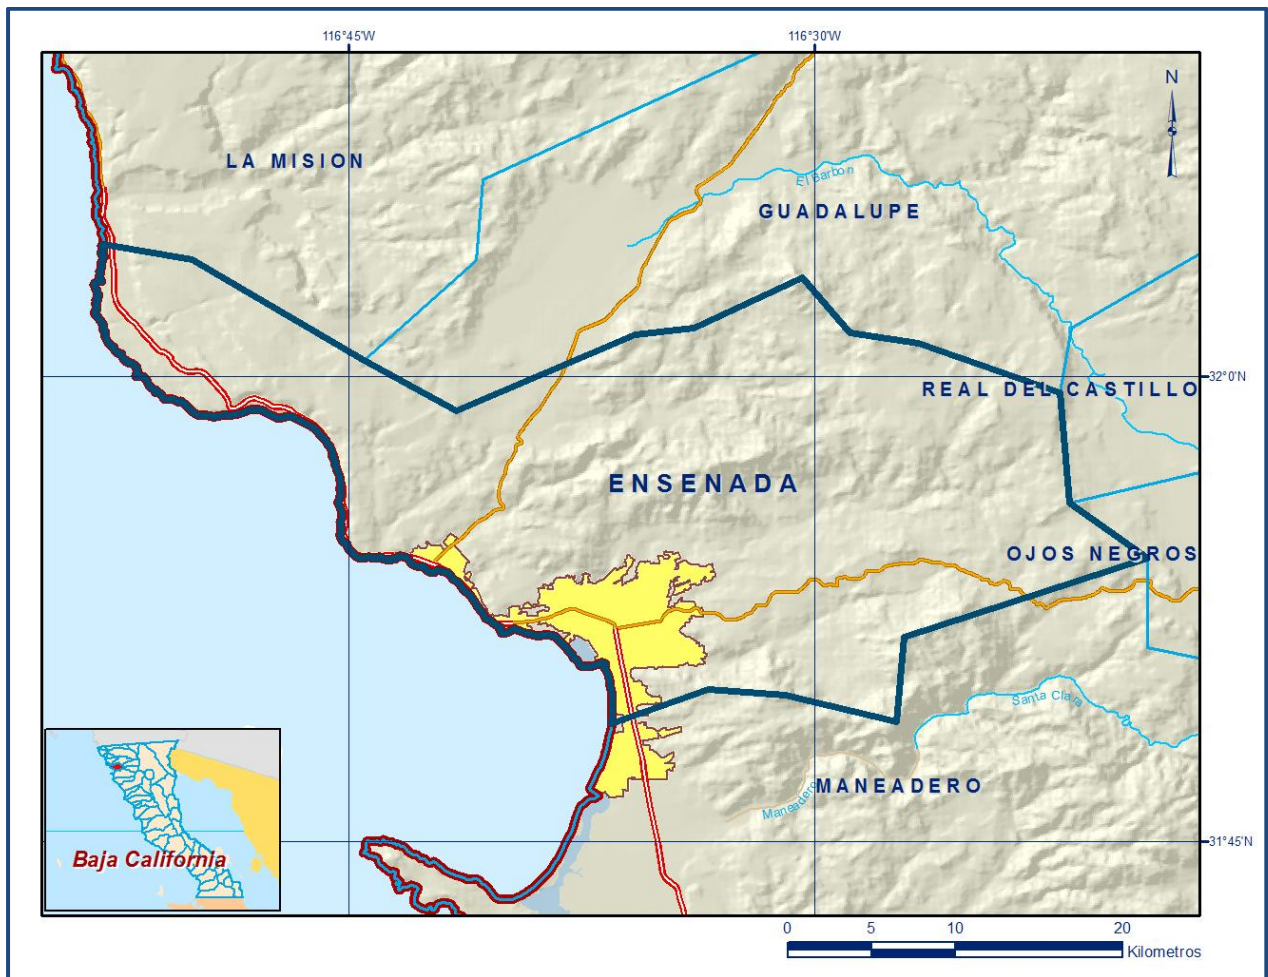 116°45'W
116°30'W
N
LA MISION
El Barbon
GUADALUPE
32°0'N
REAL DEL CASTILLO
ENSENADA
OJOS NEGROS
Santa Clara
MANEADERO
Maneadero
31°45'N
Baja California
0 5 10 20
Kilometros